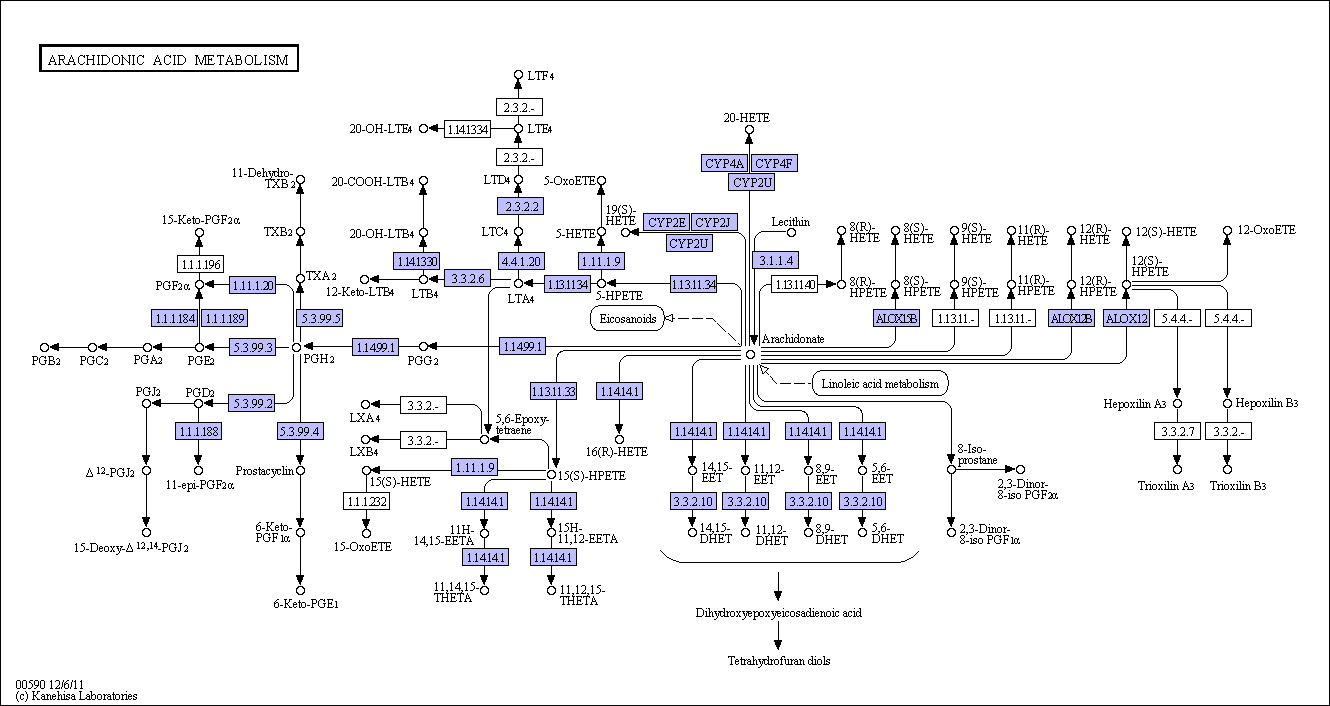 ARACHIDONIC ACID METABOLISM
LTF4
2.3.2.-
20-OH-LTE4
1.14.1334
LTE4
2.3.2.-
20-HETE
CYP4A
CYP4F
CYP2U
11-Dehydro-
TXB2
20-COOH-LTB4
LTD4
5-OxoETE
2.3.2.2
15-Keto-PGF2α
TXB2
20-OH-LTB4
LTC4
5-HETE
19(S)-
HETE
CYP2E
CYP2J
CYP2U
Lecithin
8(R)-
HETE
8(S)-
HETE
9(S)-
HETE
11(R)-
HETE
12(R)-
HETE
12(S)-HETE
12-OxoETE
1.1.1.196
1.14.1330
4.4.1.20
1.11.1.9
3.1.1.4
PGF2α
1.11.1.20
TXA2
12-Keto-LTB4
LTB4
3.3.2.6
LTA4
1.13.1134
5-HPETE
1.13.11.34
1.13.1140
8(R)-
HPETE
8(S)-
HPETE
9(S)-
HPETE
11(R)-
HPETE
12(R)-
HPETE
12(S)-
HPETE
1.1.1.184
1.1.1.189
5.3.99.5
Eicosanoids
ALOX15B
1.13.11.-
1.13.11.-
ALOX12B
ALOX12
5.4.4.-
5.4.4.-
PGB2
PGC2
PGA2
PGE2
5.3.99.3
PGH2
1.1499.1
PGG2
1.1499.1
Arachidonate
Linoleic acid metabolism
PGJ2
PGD2
5.3.99.2
LXA4
3.3.2.-
1.13.11.33
1.14.14.1
Hepoxilin A3
Hepoxilin B3
1.1.1.188
5.3.99.4
LXB4
3.3.2.-
5,6-Epoxy-
tetraene
16(R)-HETE
1.14.14.1
1.14.14.1
1.14.14.1
1.14.14.1
8-Iso-
prostane
3.3.2.7
3.3.2.-
Δ12-PGJ2
11-epi-PGF2α
Prostacyclin
15(S)-HETE
1.11.1.9
15(S)-HPETE
14,15-
EET
11,12-
EET
8,9-
EET
5,6-
EET
2,3-Dinor-
8-iso PGF2α
Trioxilin A3
Trioxilin B3
1.1.1.232
1.14.14.1
1.14.14.1
3.3.2.10
3.3.2.10
3.3.2.10
3.3.2.10
15-Deoxy-Δ12,14-PGJ2
6-Keto-
PGF1α
15-OxoETE
11H-
14,15-EETA
15H-
11,12-EETA
14,15-
DHET
11,12-
DHET
8,9-
DHET
5,6-
DHET
2,3-Dinor-
8-iso PGF1α
1.14.14.1
1.14.14.1
6-Keto-PGE1
11,14,15-
THETA
11,12,15-
THETA
Dihydroxyepoxyeicosadienoic acid
Tetrahydrofuran diols
00590 12/6/11
(c) Kanehisa Laboratories